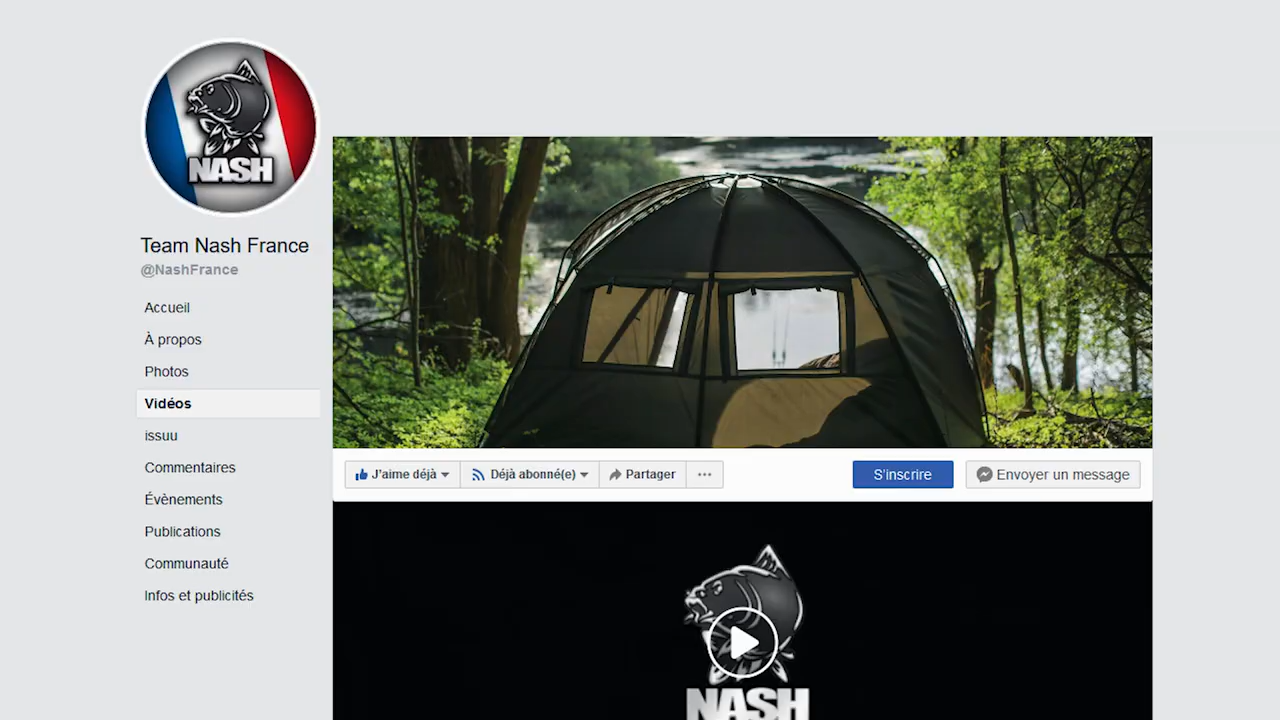 NASH
Team Nash France
@NashFrance
Accueil
À propos
Photos
Vidéos
issuu
Commentaires
Évènements
Publications
Communauté
Infos et publicités
J'aime déjà
Déjà abonné(e)
Partager
S'inscrire
Envoyer un message
NASH